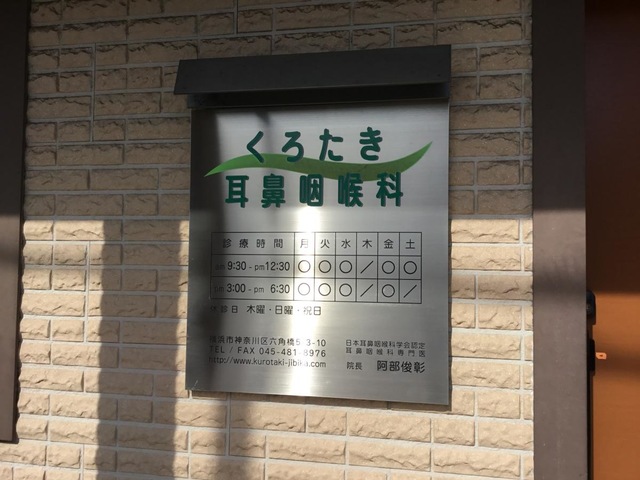 くろたき
耳鼻咽喉科
診療時間 月 火 水 木 金 土
am 9:30 - pm 12:30 ○ ○ ○ / ○ ○
pm 3:00 - pm 6:30 ○ ○ ○ / ○ /
休診日 木曜・日曜・祝日
横浜市神奈川区六角橋5-3-10
TEL / FAX 045-481-8976
http://www.kurotaki-jibika.com
日本耳鼻咽喉科学会認定
耳鼻咽喉科専門医
院長 阿部俊彰